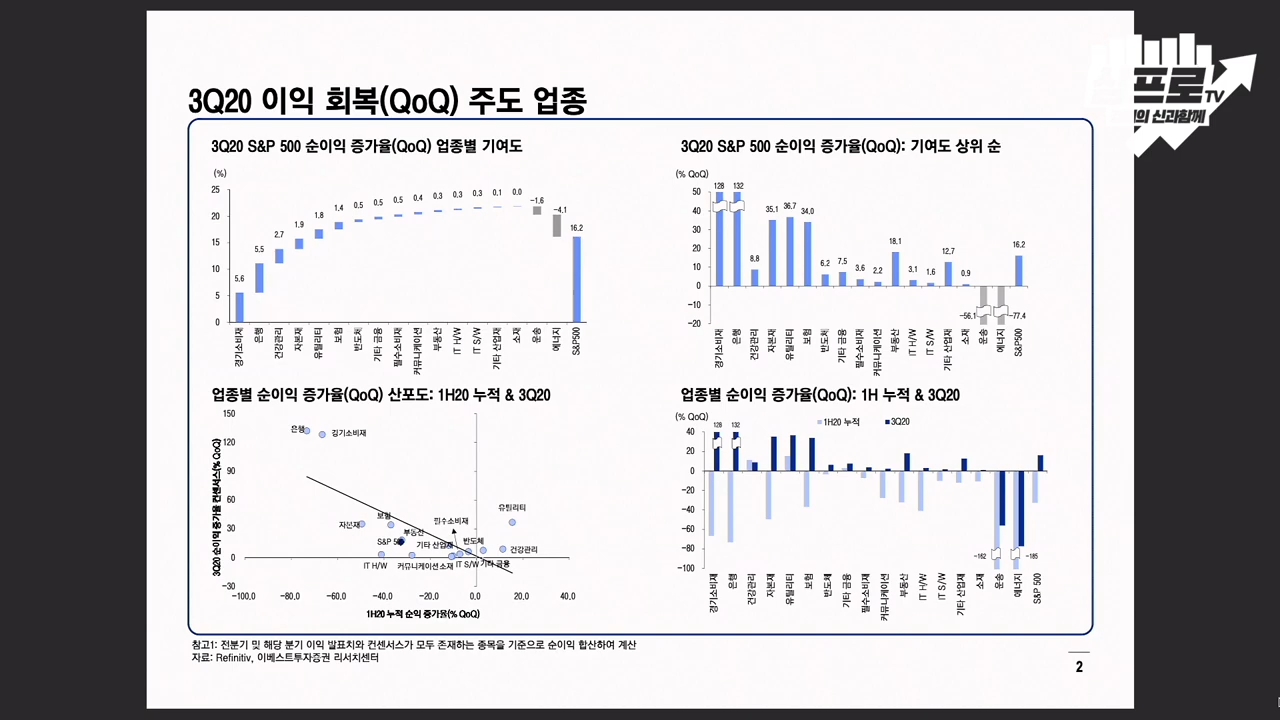 3Q20 이익 회복(QoQ) 주도 업종
프로TV
의 신과함께
3Q20 S&P 500 순이익 증가율(QoQ) 업종별 기여도
(%)
25
20
15
10
5
0
5.6
5.5
2.7
1.9
1.8
1.4
0.5
0.5
0.5
0.4
0.3
0.3
0.3
0.1
0.0
−1.6
−4.1
16.2
경기소비재
은행
건강관리
자본재
유틸리티
보험
반도체
기타 금융
필수소비재
커뮤니케이션
부동산
IT H/W
IT S/W
기타 산업재
소재
운송
에너지
S&P500
3Q20 S&P 500 순이익 증가율(QoQ): 기여도 상위 순
(% QoQ)
50
40
30
20
10
0
−10
−20
128
132
8.8
35.1
36.7
34.0
6.2
7.5
3.6
2.2
18.1
3.1
1.6
12.7
0.9
−56.1
−77.4
16.2
경기소비재
은행
건강관리
자본재
유틸리티
보험
반도체
기타 금융
필수소비재
커뮤니케이션
부동산
IT H/W
IT S/W
기타 산업재
소재
운송
에너지
S&P500
업종별 순이익 증가율(QoQ) 산포도: 1H20 누적 & 3Q20
3Q20 순이익 증가율 컨센서스(% QoQ)
150
120
90
60
30
0
−30
은행
경기소비재
자본재
보험
부동산
S&P 500
필수소비재
유틸리티
기타 산업재
반도체
건강관리
IT H/W
커뮤니케이션
소재
IT S/W
기타 금융
−100.0
−80.0
−60.0
−40.0
−20.0
0.0
20.0
40.0
1H20 누적 순익 증가율(% QoQ)
업종별 순이익 증가율(QoQ): 1H 누적 & 3Q20
(% QoQ)
1H20 누적
3Q20
40
20
0
−20
−40
−60
−80
−100
128
132
−162
−185
경기소비재
은행
건강관리
자본재
유틸리티
보험
반도체
기타 금융
필수소비재
커뮤니케이션
부동산
IT H/W
IT S/W
기타 산업재
소재
운송
에너지
S&P 500
참고1: 전분기 및 해당 분기 이익 발표치와 컨센서스가 모두 존재하는 종목을 기준으로 순이익 합산하여 계산
자료: Refinitiv, 이베스트투자증권 리서치센터
2